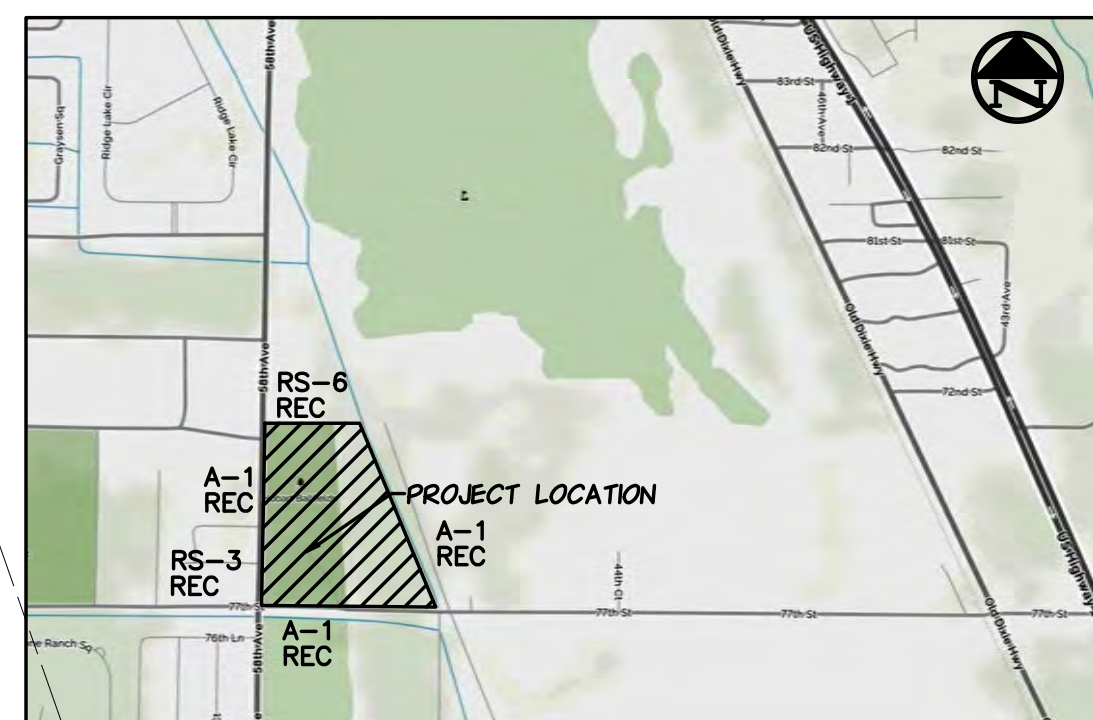 58th Ave
Old Dixie Hwy
US Highway 1
N
Graysen Sq
Ridge Lake Cir
Ridge Lake Cir
83rd St
46th Ave
82nd St
82nd St
81st St
81st St
43rd Ave
Old Dixie Hwy
58th Ave
72nd St
RS-6
REC
A-1
REC
PROJECT LOCATION
A-1
REC
RS-3
REC
44th Ct
US Highway
77th St
77th St
77th St
77th St
Old Dixie Hwy
A-1
REC
76th Ln
58th Ave
Ranch Sq